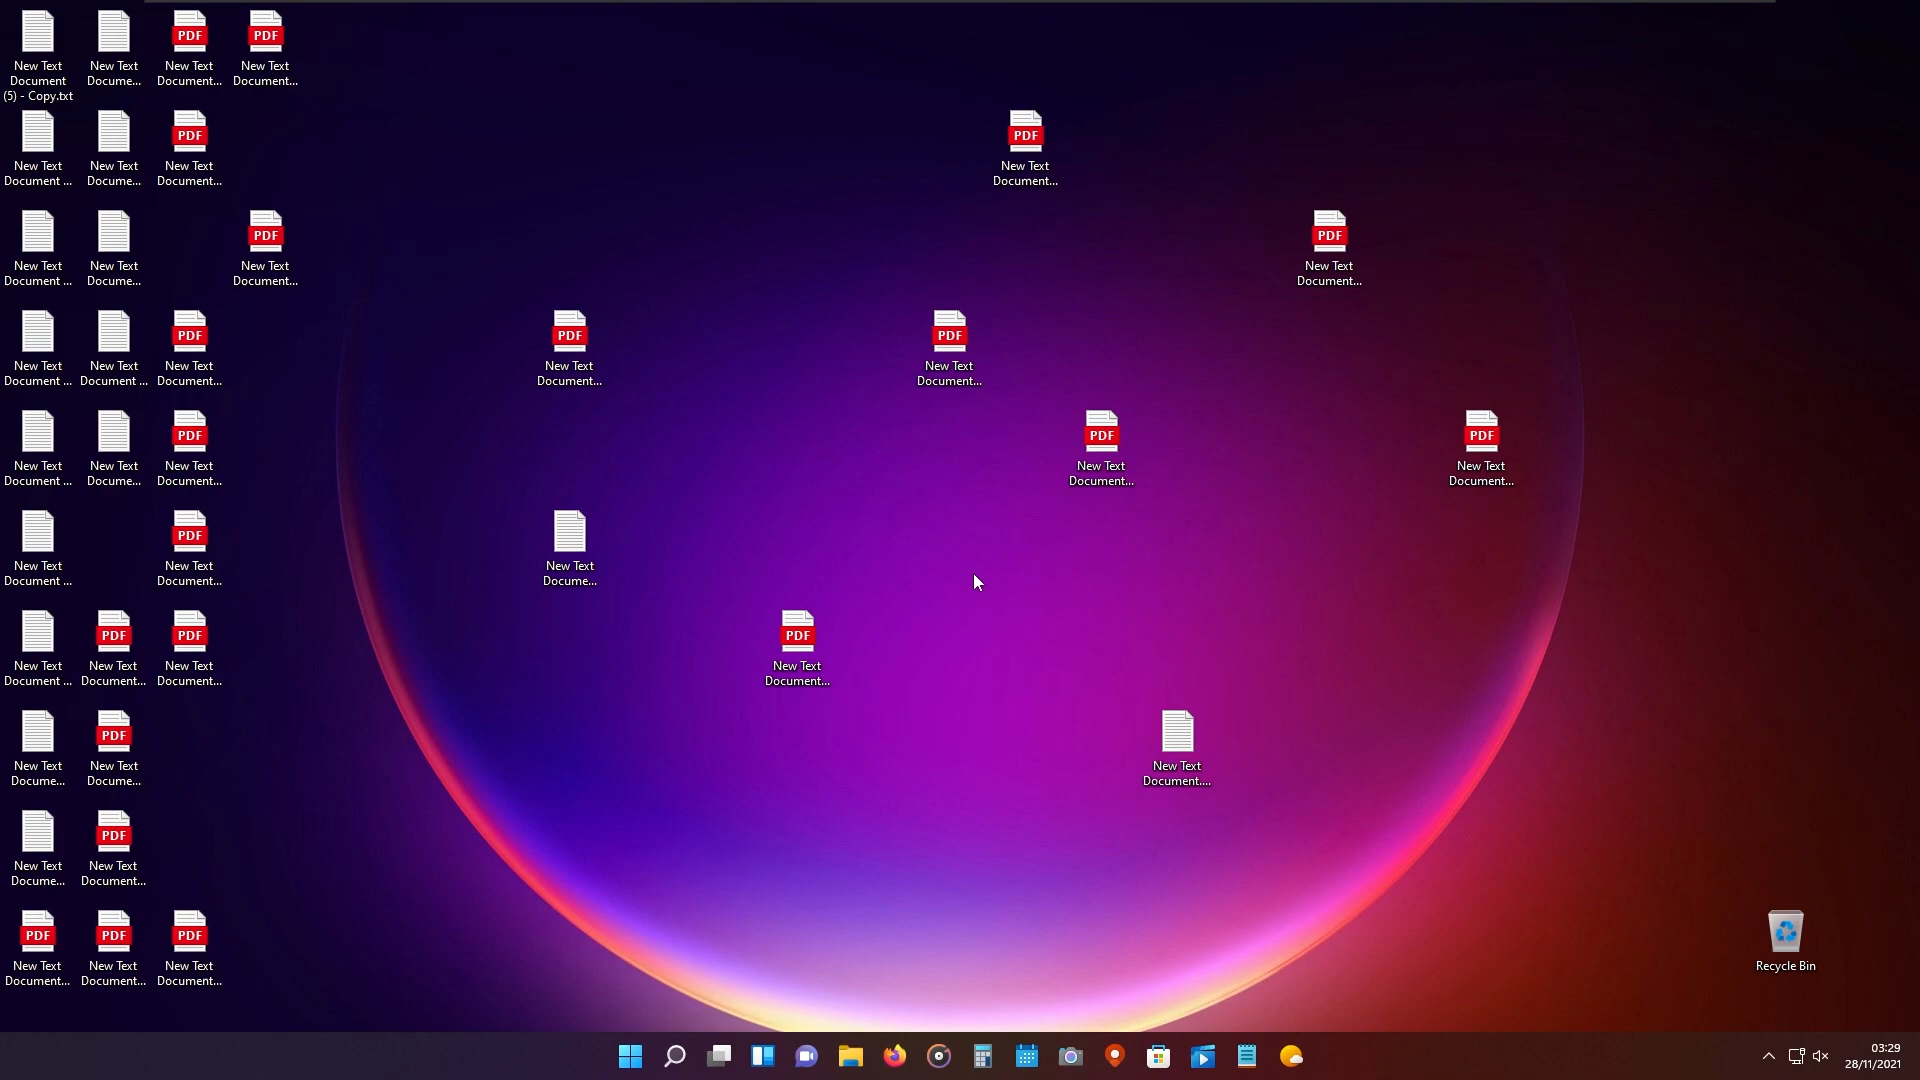 New Text
Document
(5) - Copy.txt
New Text
Docume...
PDF
New Text
Document...
PDF
New Text
Document...
New Text
Document ...
New Text
Docume...
PDF
New Text
Document...
PDF
New Text
Document...
New Text
Document ...
New Text
Docume...
PDF
New Text
Document...
PDF
New Text
Document...
New Text
Document ...
New Text
Document ...
PDF
New Text
Document...
PDF
New Text
Document...
PDF
New Text
Document...
New Text
Document ...
New Text
Docume...
PDF
New Text
Document...
PDF
New Text
Document...
PDF
New Text
Document...
New Text
Document ...
PDF
New Text
Document...
New Text
Docume...
New Text
Document ...
PDF
New Text
Document...
PDF
New Text
Document...
PDF
New Text
Document...
New Text
Docume...
PDF
New Text
Docume...
New Text
Document....
New Text
Docume...
PDF
New Text
Document...
PDF
New Text
Document...
PDF
New Text
Document...
PDF
New Text
Document...
Recycle Bin
03:29
28/11/2021